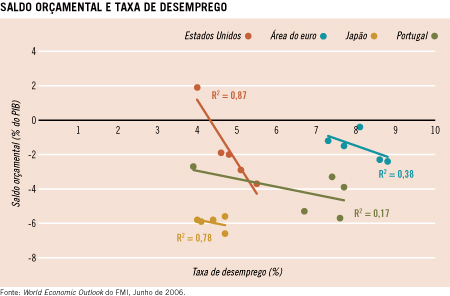 SALDO ORÇAMENTAL E TAXA DE DESEMPREGO
Estados Unidos Área do euro Japão Portugal
Saldo orçamental (% do PIB)
4
2
0
-2
-4
-6
-8
1 2 3 4 5 6 7 8 9 10
R² = 0,87
R² = 0,38
R² = 0,17
R² = 0,78
Taxa de desemprego (%)
Fonte: World Economic Outlook do FMI, Junho de 2006.